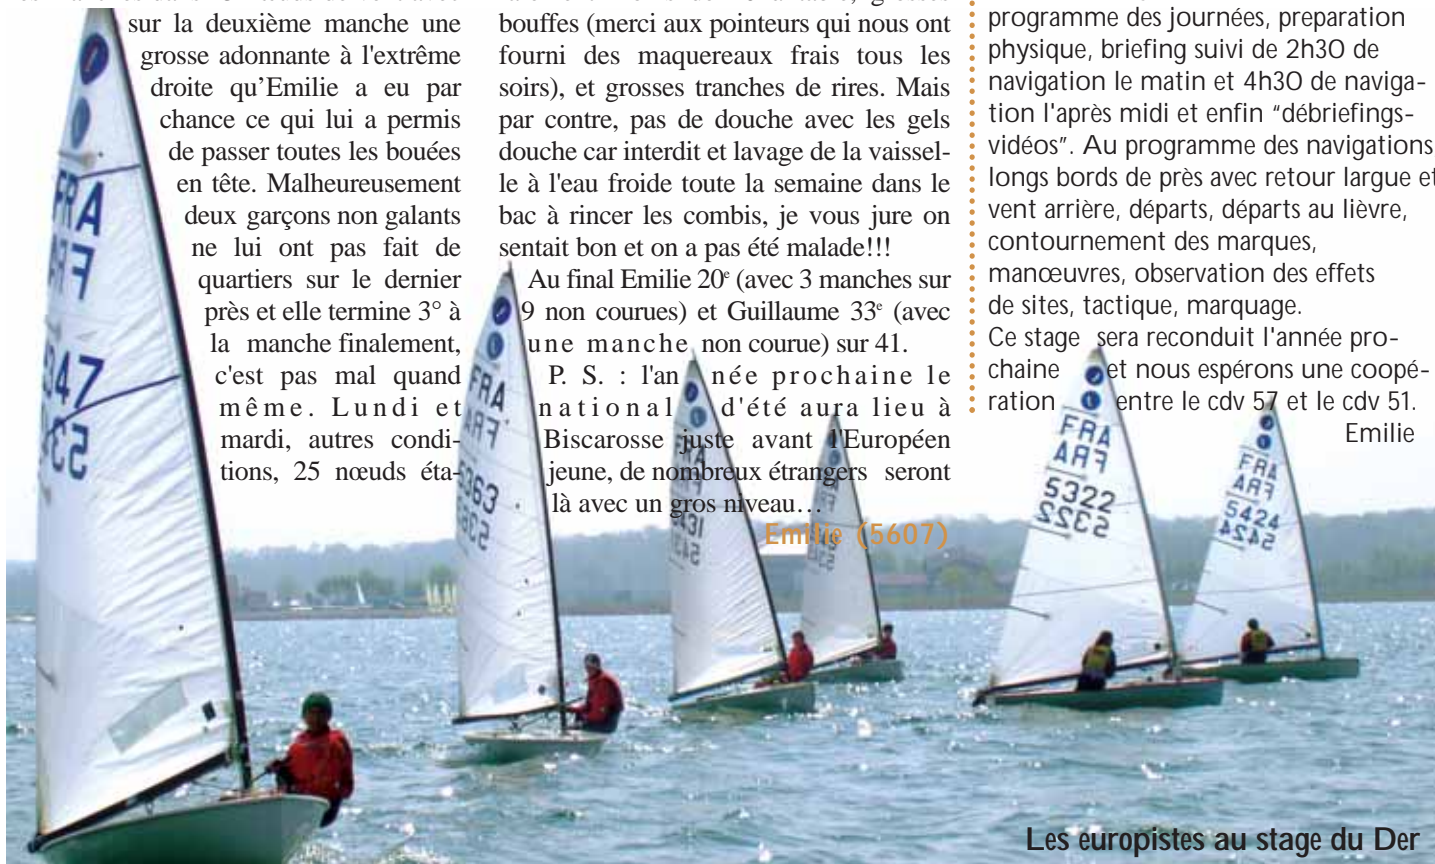 sur la deuxième manche une
grosse adonnante à l'extrême
droite qu'Emilie a eu par
chance ce qui lui a permis
de passer toutes les bouées
en tête. Malheureusement
deux garçons non galants
ne lui ont pas fait de
quartiers sur le dernier
près et elle termine 3° à
la manche finalement,
c'est pas mal quand
même. Lundi et
mardi, autres condi-
tions, 25 nœuds éta-
bouffes (merci aux pointeurs qui nous ont
fourni des maquereaux frais tous les
soirs), et grosses tranches de rires. Mais
par contre, pas de douche avec les gels
douche car interdit et lavage de la vaissel-
le à l'eau froide toute la semaine dans le
bac à rincer les combis, je vous jure on
sentait bon et on a pas été malade!!!
Au final Emilie 20e (avec 3 manches sur
9 non courues) et Guillaume 33e (avec
une manche non courue) sur 41.
P. S. : l'année prochaine le
national d'été aura lieu à
Biscarosse juste avant l'Européen
jeune, de nombreux étrangers seront
là avec un gros niveau…
Emilie (5607)
programme des journées, preparation
physique, briefing suivi de 2h30 de
navigation le matin et 4h30 de naviga-
tion l'après midi et enfin "débriefings-
vidéos". Au programme des navigations
longs bords de près avec retour largue et
vent arrière, départs, départs au lièvre,
contournement des marques,
manœuvres, observation des effets
de sites, tactique, marquage.
Ce stage sera reconduit l'année pro-
chaine et nous espérons une coopé-
ration entre le cdv 57 et le cdv 51.
Emilie
FRA
FRA
5363
FRA
FRA
5322
5322
FRA
FRA
5424
5424
Les europistes au stage du Der